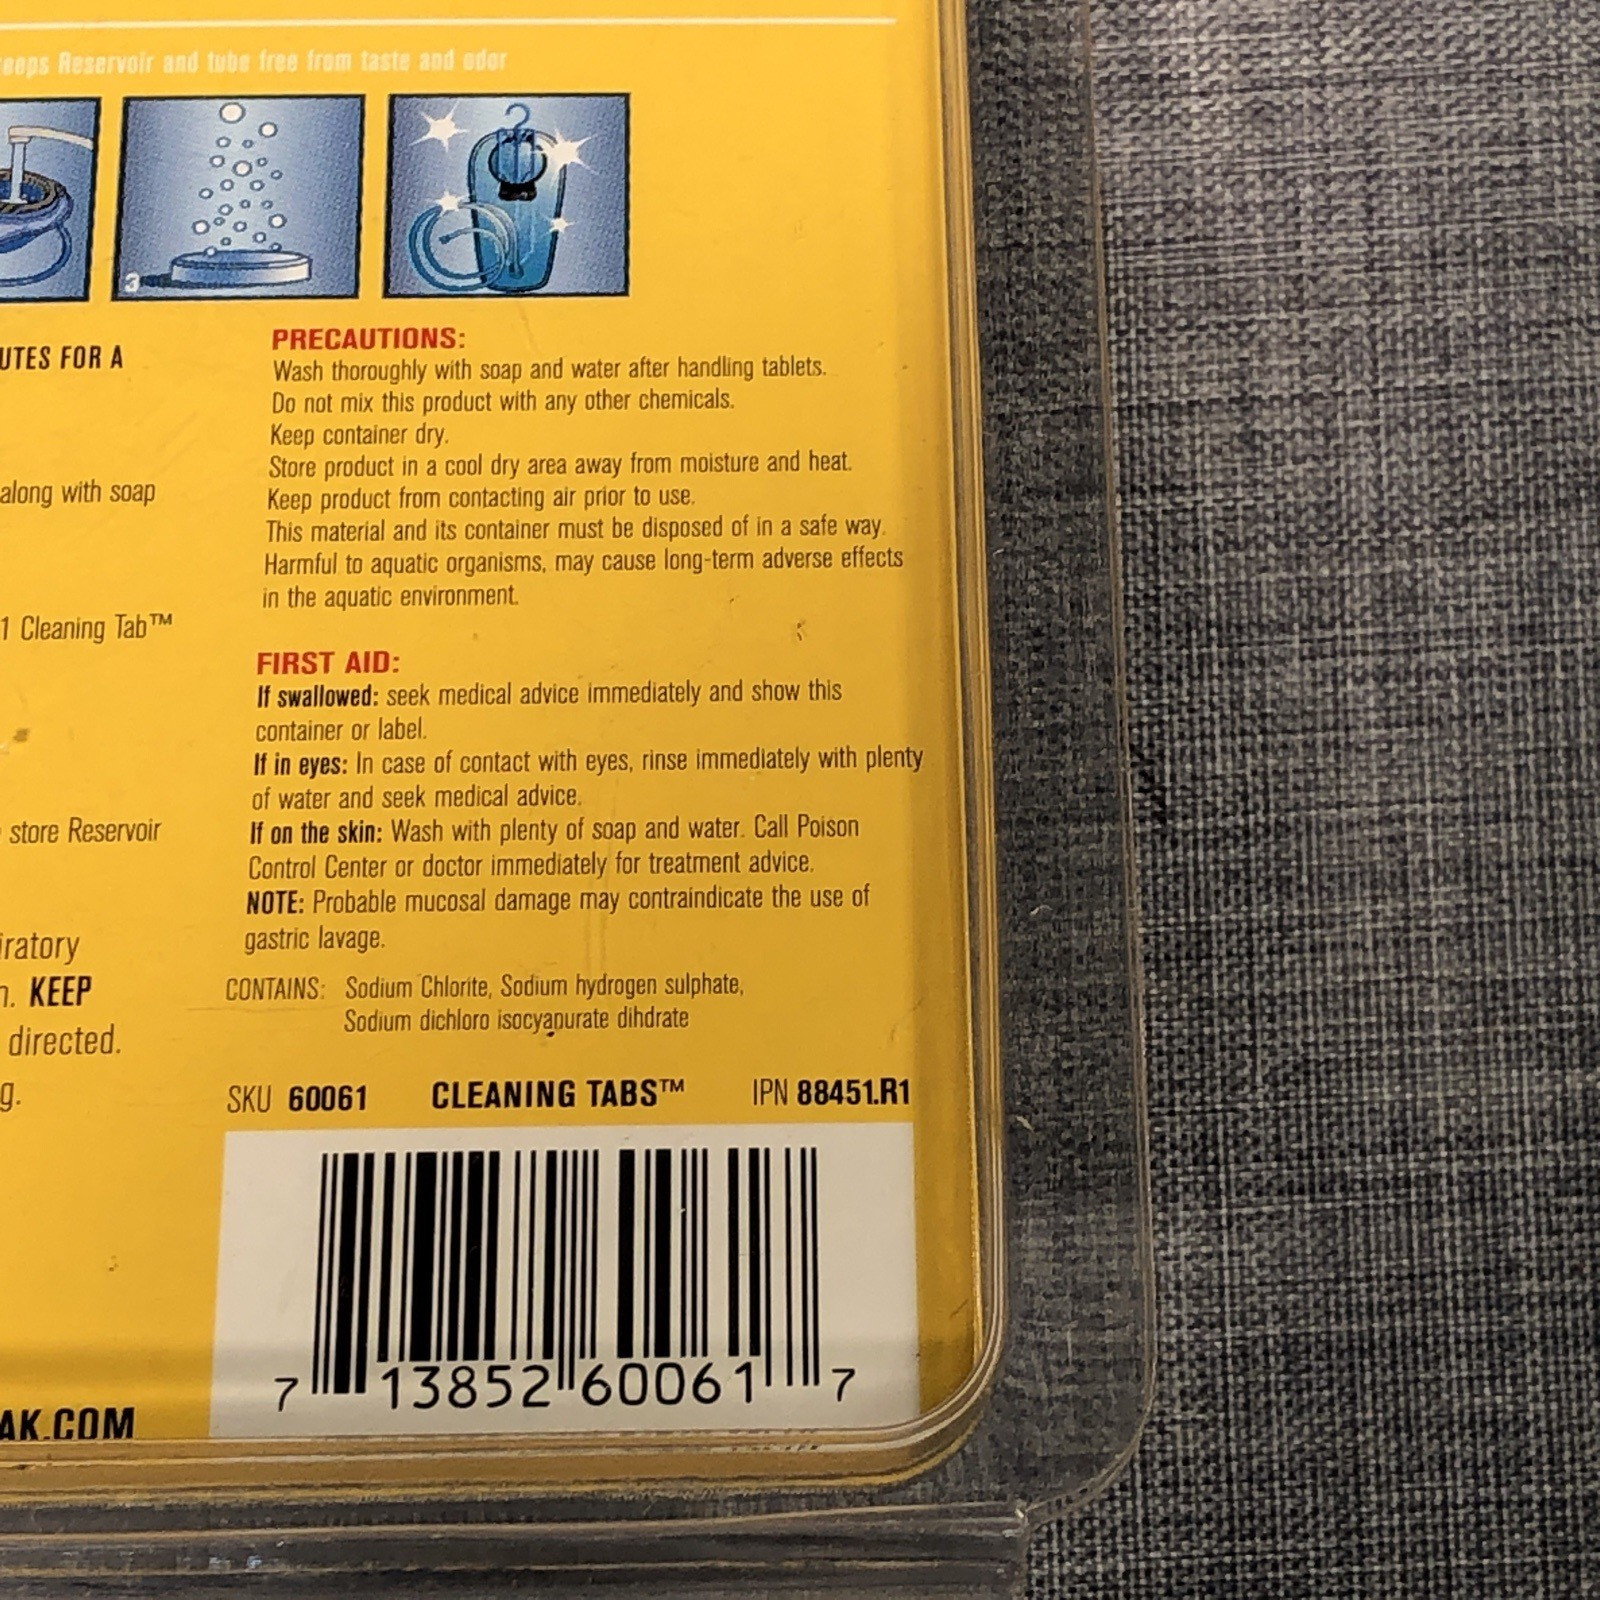 eeps Reservoir and tube free from taste and odor
3
UTES FOR A
along with soap
1 Cleaning Tab™
store Reservoir
iratory
n. KEEP
directed.
g.
AK.COM
PRECAUTIONS:
Wash thoroughly with soap and water after handling tablets.
Do not mix this product with any other chemicals.
Keep container dry.
Store product in a cool dry area away from moisture and heat.
Keep product from contacting air prior to use.
This material and its container must be disposed of in a safe way.
Harmful to aquatic organisms, may cause long-term adverse effects
in the aquatic environment.
FIRST AID:
If swallowed: seek medical advice immediately and show this
container or label.
If in eyes: In case of contact with eyes, rinse immediately with plenty
of water and seek medical advice.
If on the skin: Wash with plenty of soap and water. Call Poison
Control Center or doctor immediately for treatment advice.
NOTE: Probable mucosal damage may contraindicate the use of
gastric lavage.
CONTAINS: Sodium Chlorite, Sodium hydrogen sulphate,
Sodium dichloro isocyapurate dihdrate
SKU 60061 CLEANING TABS™ IPN 88451.R1
7 13852 60061 7